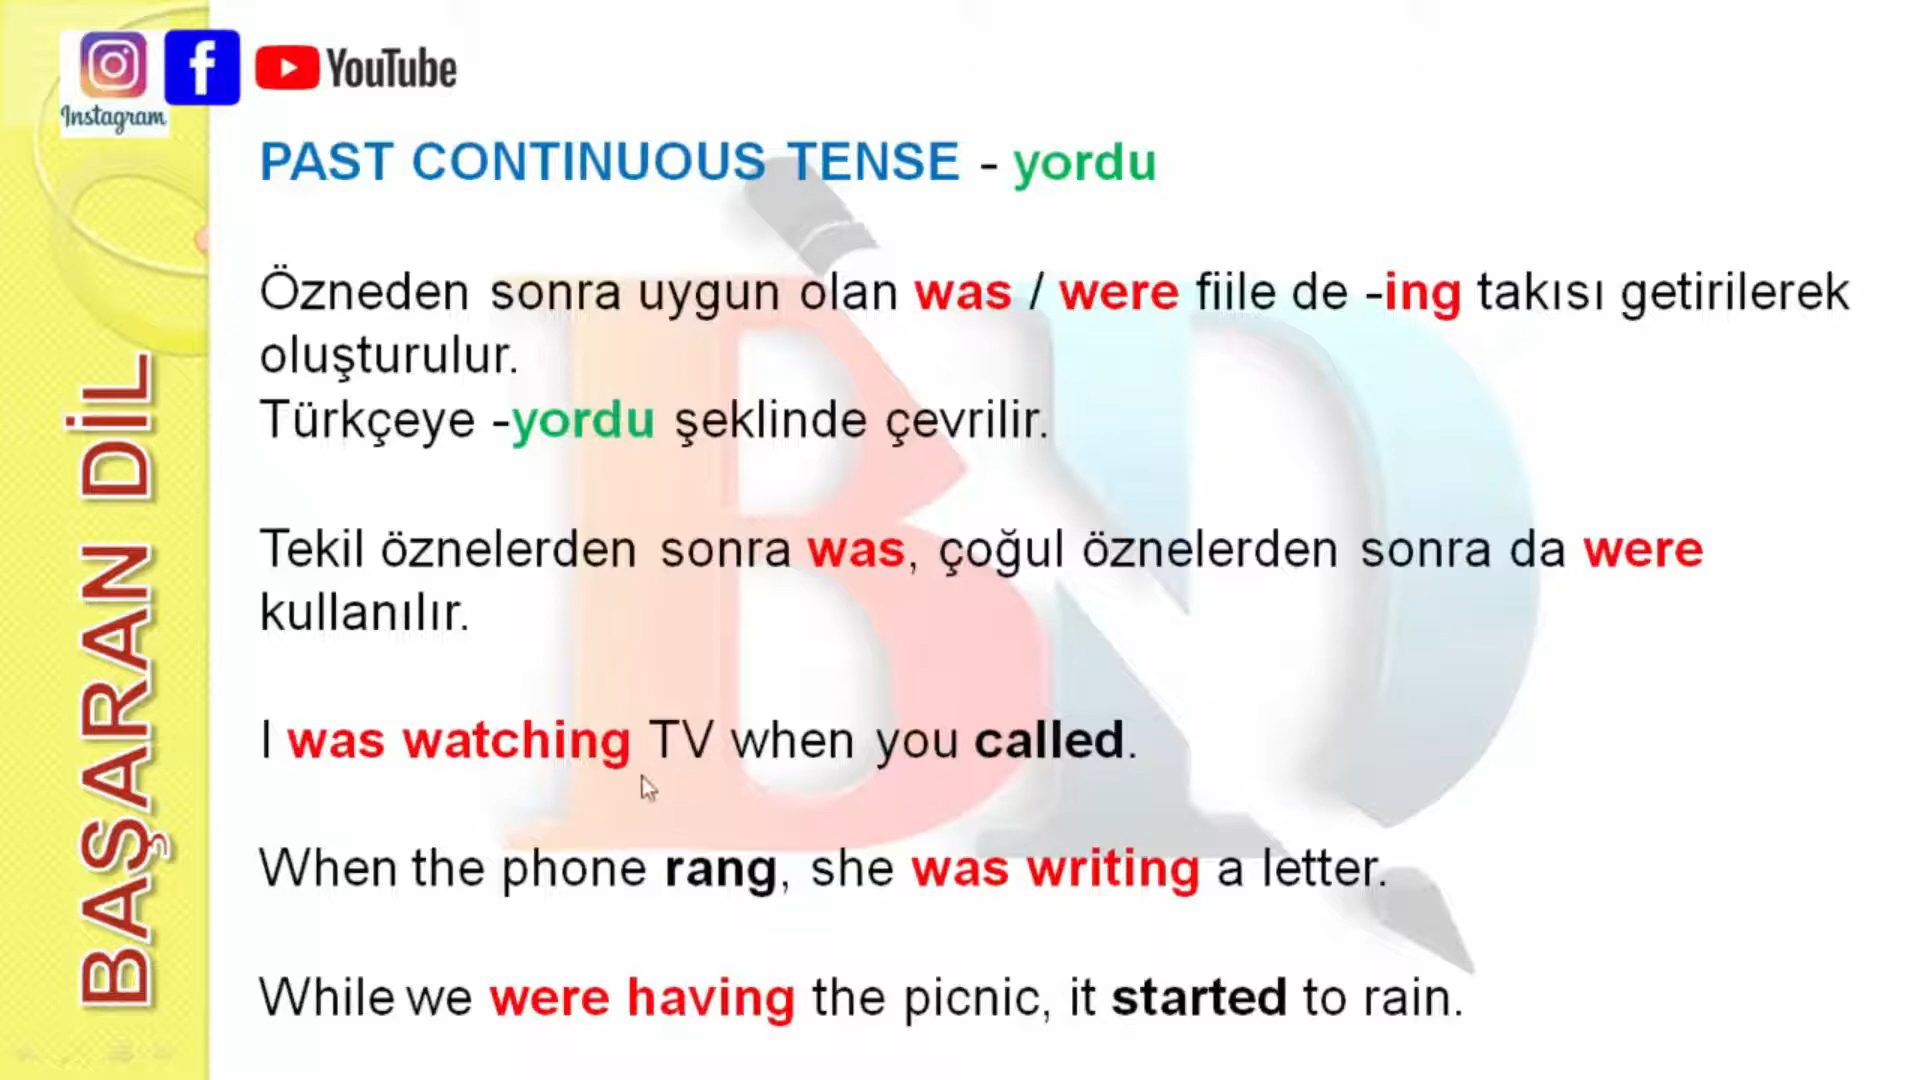 Instagram
YouTube
PAST CONTINUOUS TENSE - yordu
Özneden sonra uygun olan was / were fiile de -ing takısı getirilerek
oluşturulur.
Türkçeye -yordu şeklinde çevrilir.
Tekil öznelerden sonra was, çoğul öznelerden sonra da were
kullanılır.
I was watching TV when you called.
When the phone rang, she was writing a letter.
While we were having the picnic, it started to rain.
BAŞARAN DİL